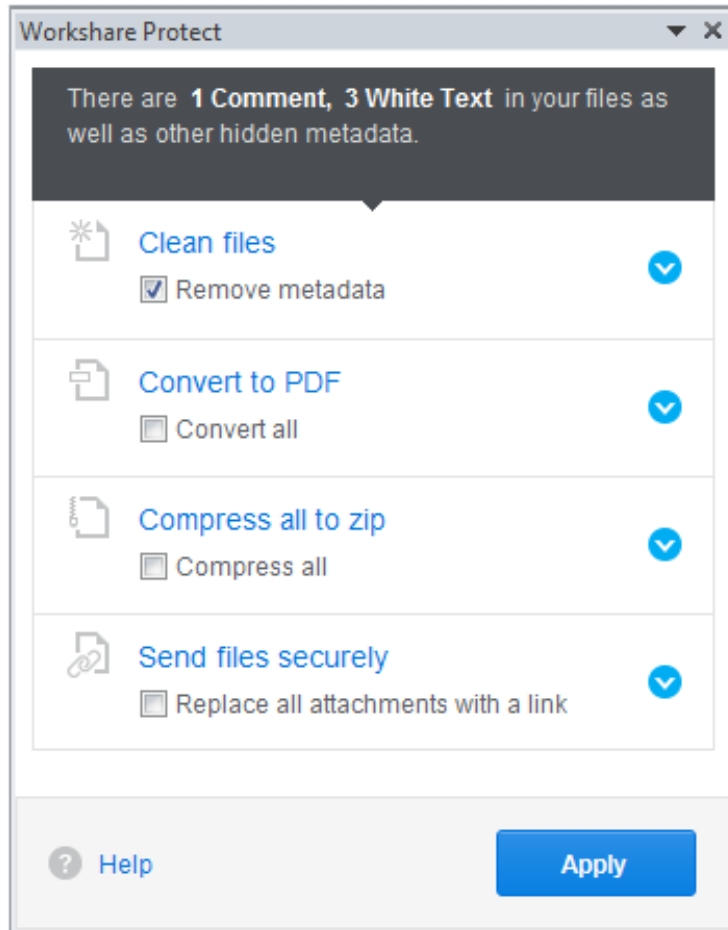 Workshare Protect
There are 1 Comment, 3 White Text in your files as
well as other hidden metadata.
Clean files
Remove metadata
Convert to PDF
Convert all
Compress all to zip
Compress all
Send files securely
Replace all attachments with a link
? Help
Apply